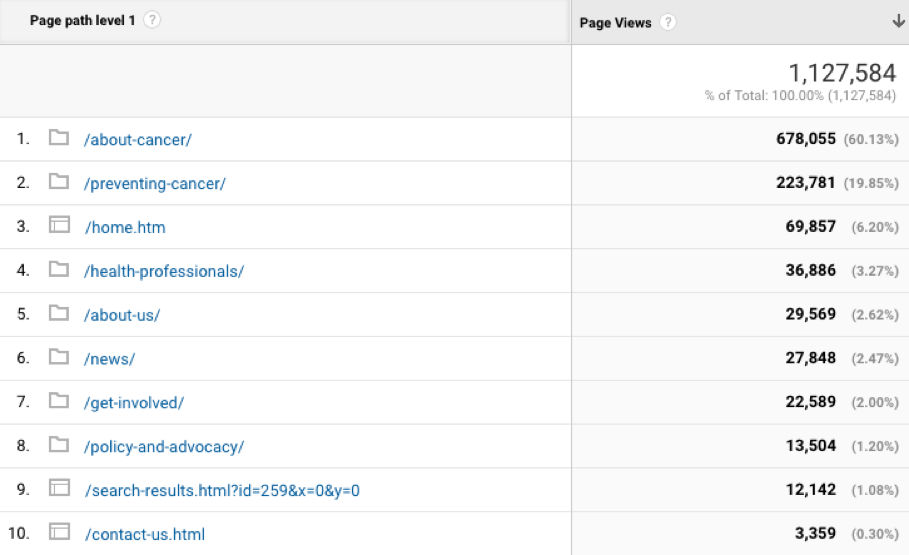 Page path level 1 ? Page Views ?
1,127,584
% of Total: 100.00% (1,127,584)
1. /about-cancer/ 678,055 (60.13%)
2. /preventing-cancer/ 223,781 (19.85%)
3. /home.htm 69,857 (6.20%)
4. /health-professionals/ 36,886 (3.27%)
5. /about-us/ 29,569 (2.62%)
6. /news/ 27,848 (2.47%)
7. /get-involved/ 22,589 (2.00%)
8. /policy-and-advocacy/ 13,504 (1.20%)
9. /search-results.html?id=259&x=0&y=0 12,142 (1.08%)
10. /contact-us.html 3,359 (0.30%)